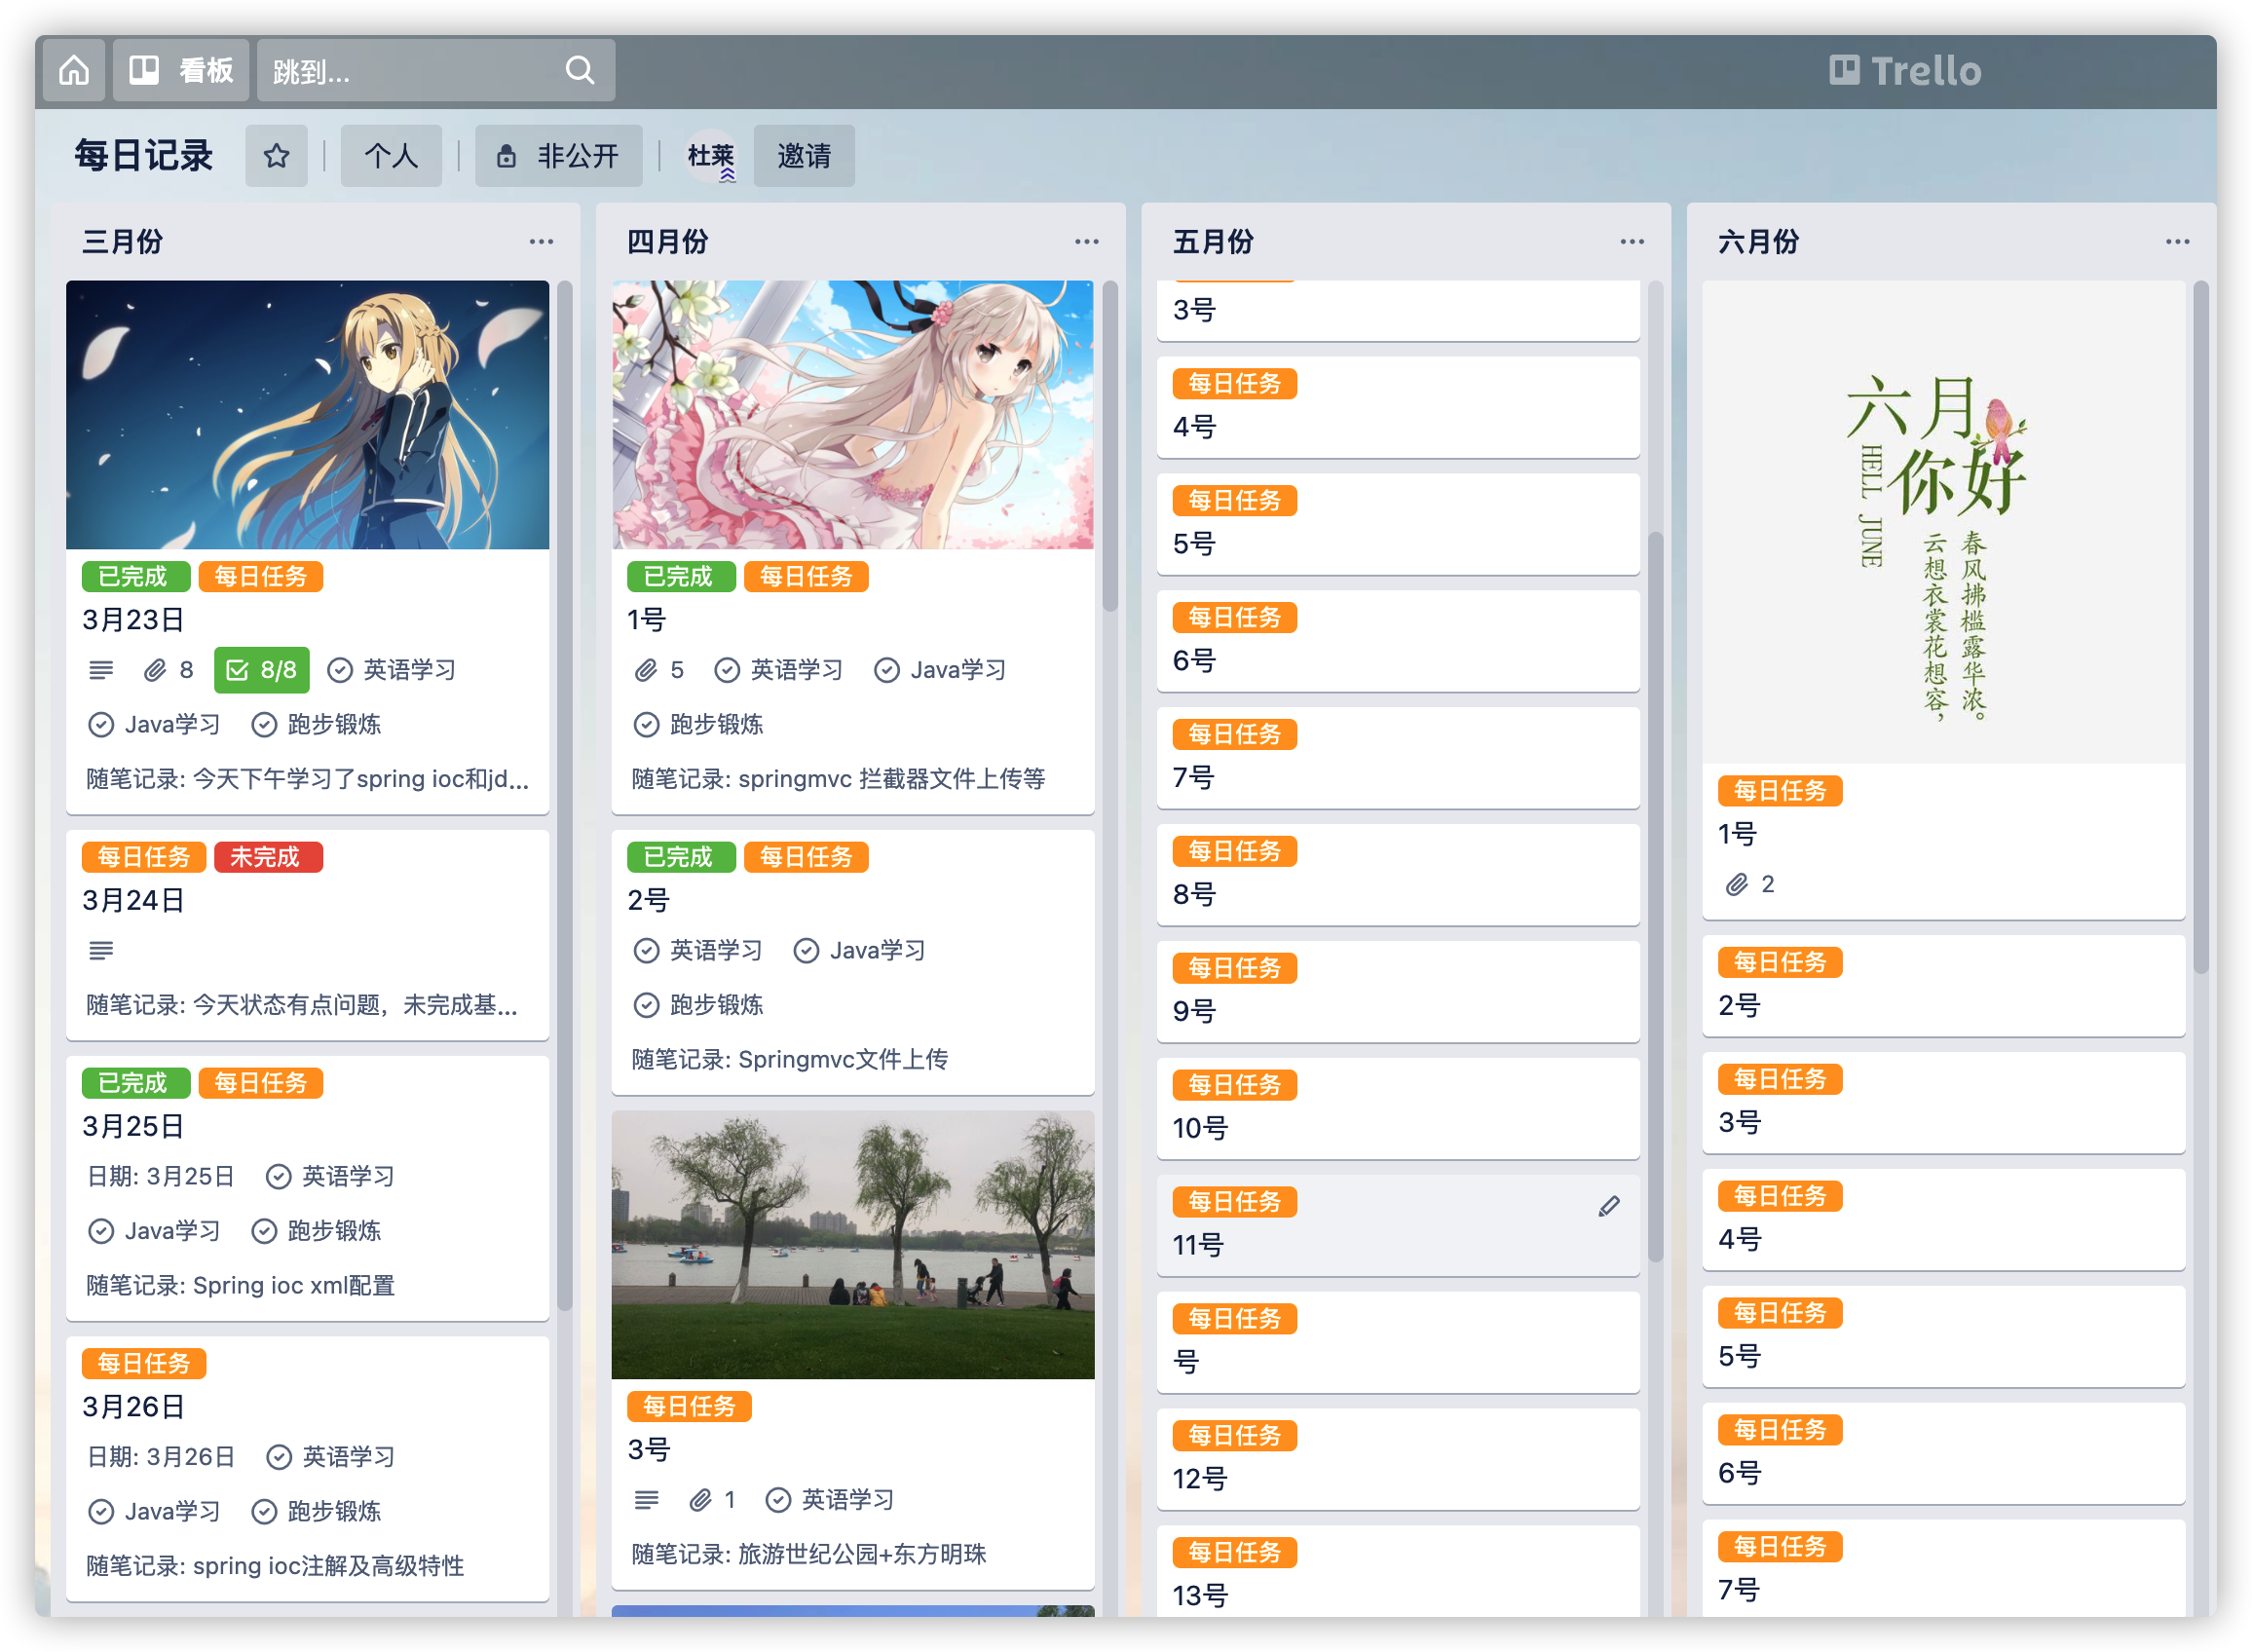 看板
跳到...
Trello
每日记录
个人
非公开
杜莱
邀请
三月份
已完成 每日任务
3月23日
8 8/8 英语学习
Java学习 跑步锻炼
随笔记录: 今天下午学习了spring ioc和jd...
每日任务 未完成
3月24日
随笔记录: 今天状态有点问题，未完成基...
已完成 每日任务
3月25日
日期: 3月25日 英语学习
Java学习 跑步锻炼
随笔记录: Spring ioc xml配置
每日任务
3月26日
日期: 3月26日 英语学习
Java学习 跑步锻炼
随笔记录: spring ioc注解及高级特性
四月份
已完成 每日任务
1号
5 英语学习 Java学习
跑步锻炼
随笔记录: springmvc 拦截器文件上传等
已完成 每日任务
2号
英语学习 Java学习
跑步锻炼
随笔记录: Springmvc文件上传
每日任务
3号
1 英语学习
随笔记录: 旅游世纪公园+东方明珠
五月份
3号
每日任务
4号
每日任务
5号
每日任务
6号
每日任务
7号
每日任务
8号
每日任务
9号
每日任务
10号
每日任务
11号
每日任务
号
每日任务
12号
每日任务
13号
六月份
六月
你好
HELL JUNE
春风拂槛露华浓。
云想衣裳花想容，
每日任务
1号
2
每日任务
2号
每日任务
3号
每日任务
4号
每日任务
5号
每日任务
6号
每日任务
7号